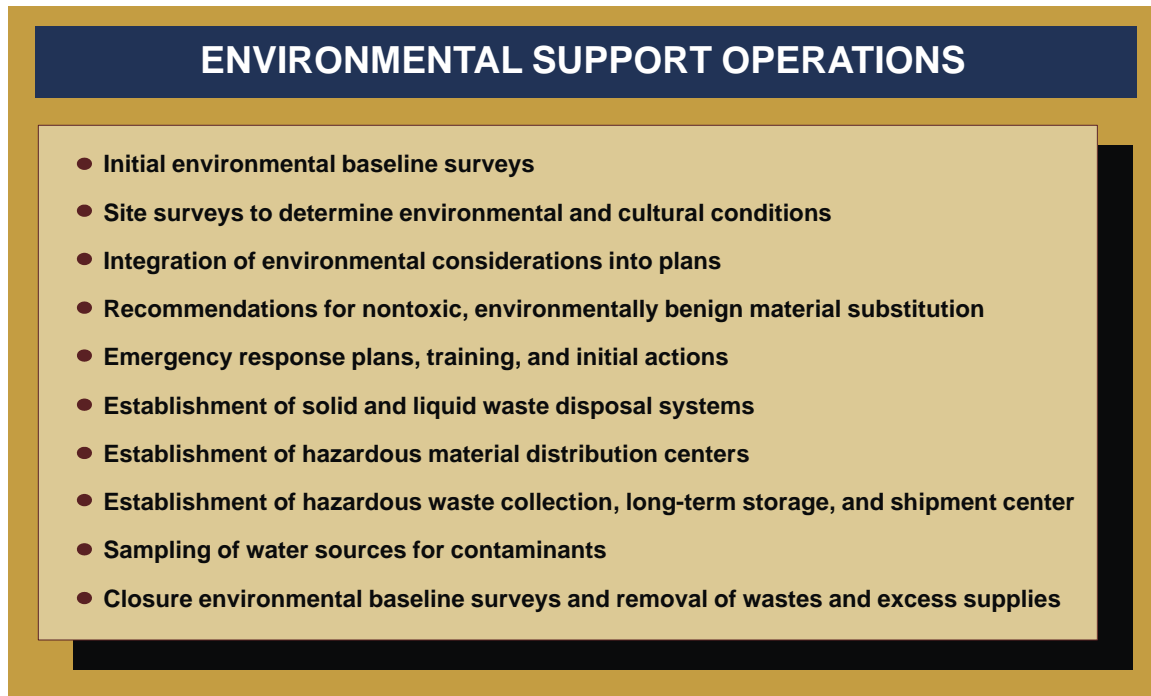 ENVIRONMENTAL SUPPORT OPERATIONS
Initial environmental baseline surveys
Site surveys to determine environmental and cultural conditions
Integration of environmental considerations into plans
Recommendations for nontoxic, environmentally benign material substitution
Emergency response plans, training, and initial actions
Establishment of solid and liquid waste disposal systems
Establishment of hazardous material distribution centers
Establishment of hazardous waste collection, long-term storage, and shipment center
Sampling of water sources for contaminants
Closure environmental baseline surveys and removal of wastes and excess supplies